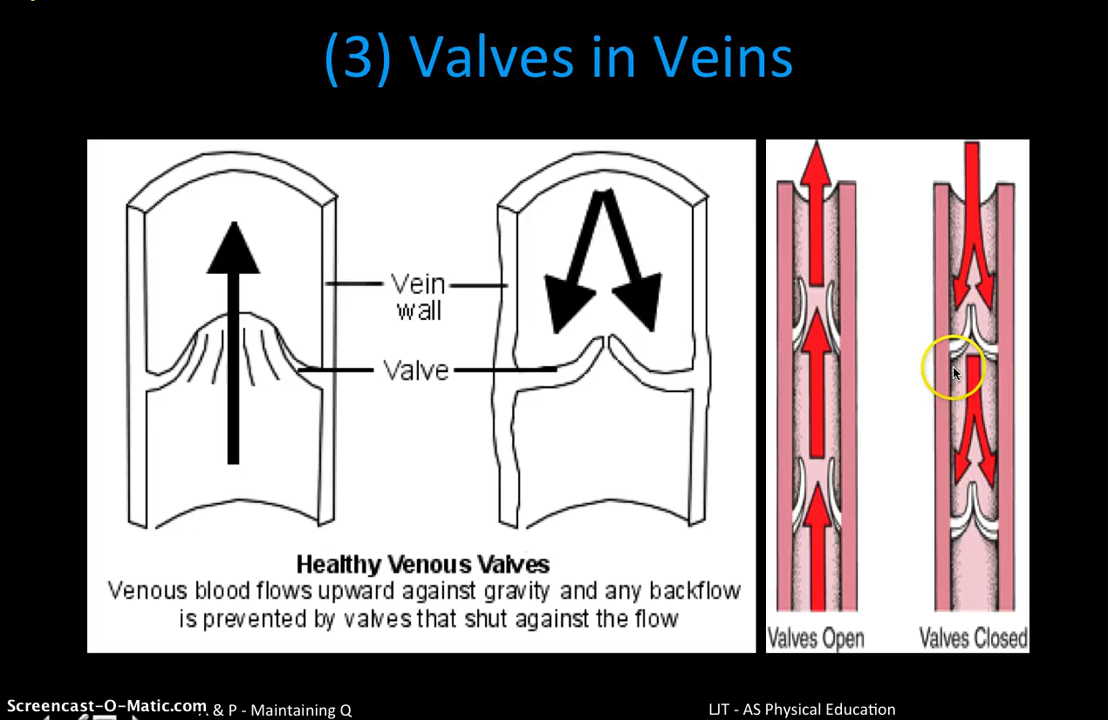 (3) Valves in Veins
Vein
wall
Valve
Healthy Venous Valves
Venous blood flows upward against gravity and any backflow
is prevented by valves that shut against the flow
Valves Open
Valves Closed
Screencast-O-Matic.com
& P - Maintaining Q
LJT - AS Physical Education